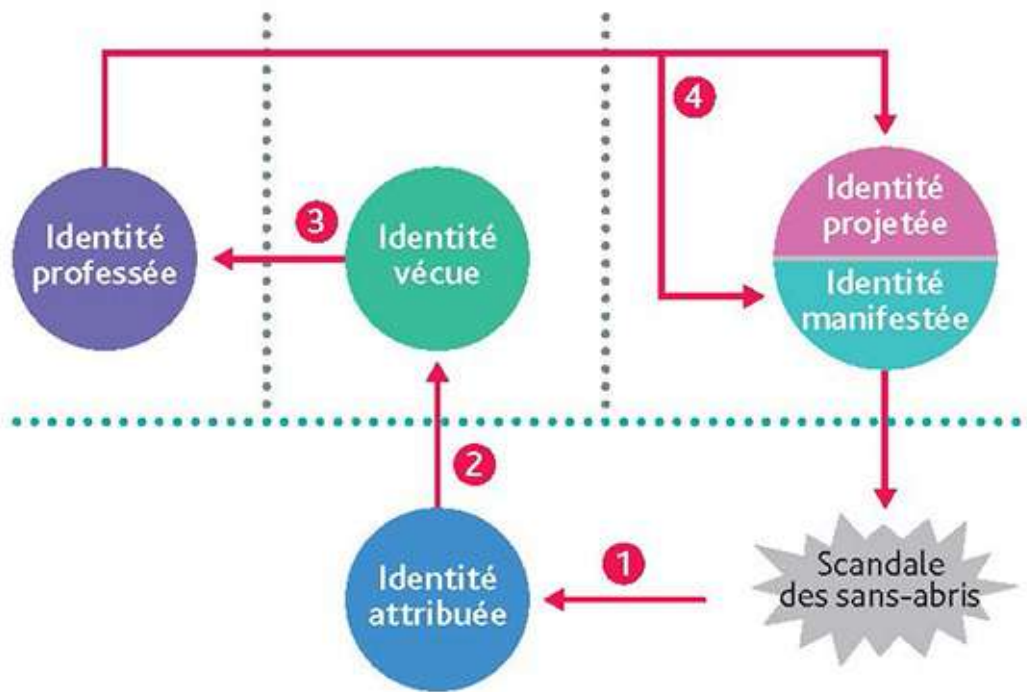 4
Identité
professée
3
Identité
vécue
Identité
projetée
Identité
manifestée
2
Identité
attribuée
1
Scandale
des sans-abris